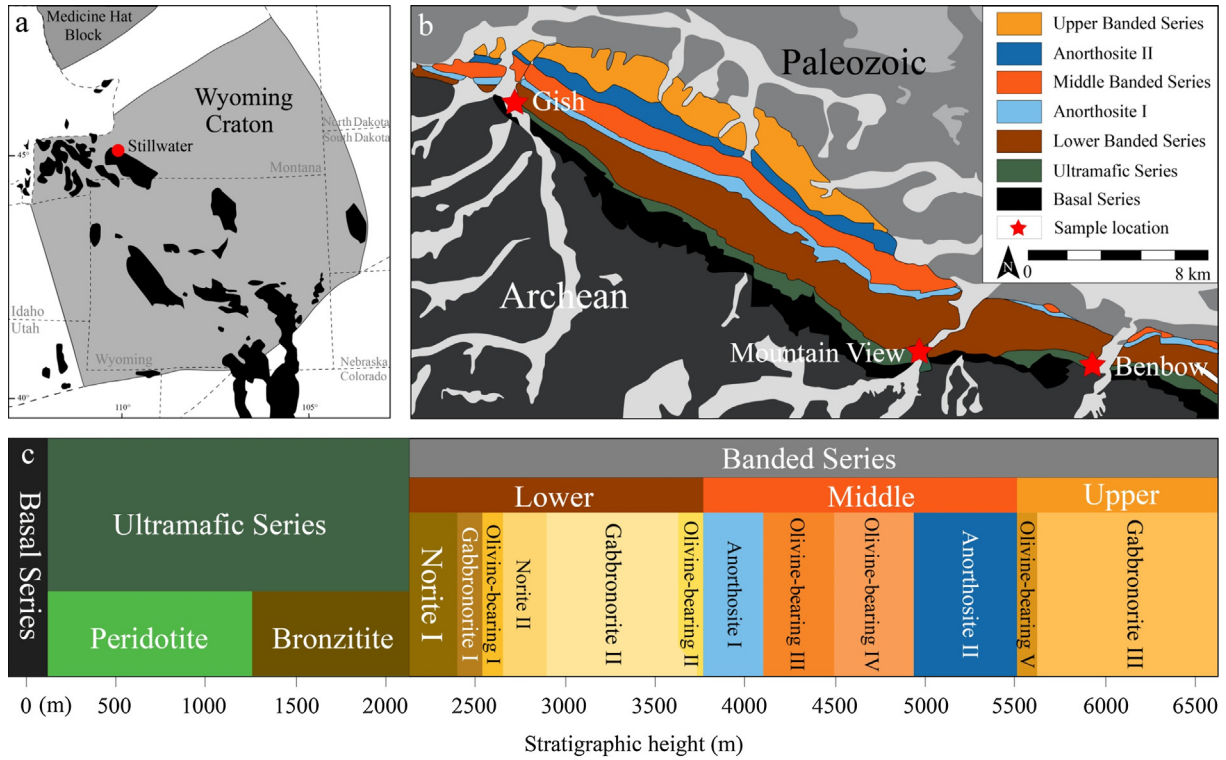 a
Medicine Hat
Block
Wyoming
Craton
North Dakota
South Dakota
Stillwater
45°
Montana
Idaho
Utah
Wyoming
Nebraska
Colorado
40°
110°
105°
b
Paleozoic
Gish
Archean
Mountain View
Benbow
Upper Banded Series
Anorthosite II
Middle Banded Series
Anorthosite I
Lower Banded Series
Ultramafic Series
Basal Series
Sample location
N
0
8 km
c
Basal Series
Ultramafic Series
Peridotite
Bronzitite
Banded Series
Lower
Middle
Upper
Norite I
Gabbronorite I
Olivine-bearing I
Norite II
Gabbronorite II
Olivine-bearing II
Anorthosite I
Olivine-bearing III
Olivine-bearing IV
Anorthosite II
Olivine-bearing V
Gabbronorite III
0 (m) 500 1000 1500 2000 2500 3000 3500 4000 4500 5000 5500 6000 6500
Stratigraphic height (m)